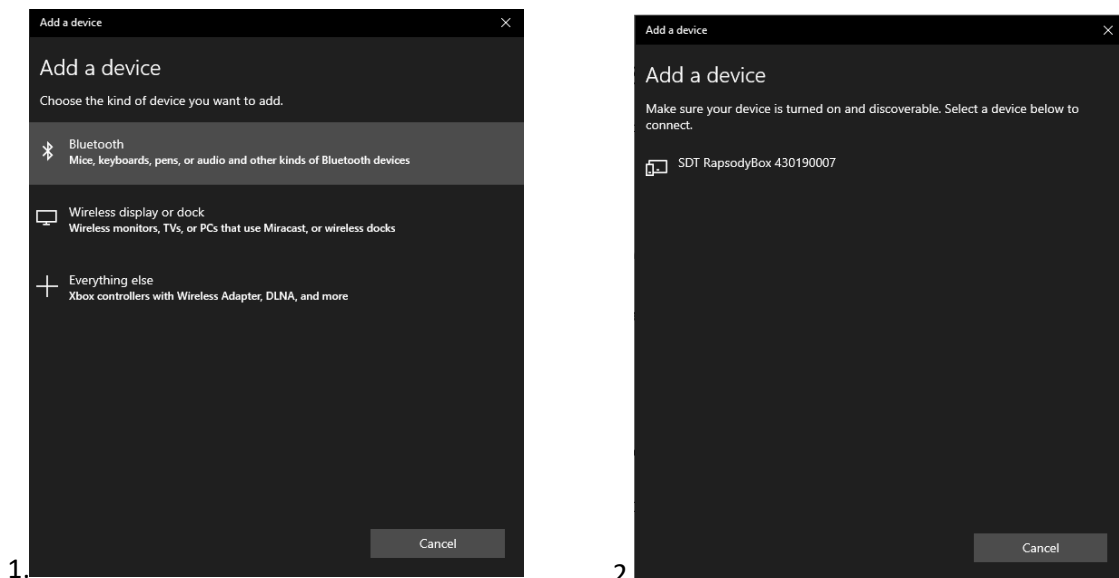 Add a device
Add a device
Choose the kind of device you want to add.
Bluetooth
Mice, keyboards, pens, or audio and other kinds of Bluetooth devices
Wireless display or dock
Wireless monitors, TVs, or PCs that use Miracast, or wireless docks
Everything else
Xbox controllers with Wireless Adapter, DLNA, and more
Cancel
1.
Add a device
Add a device
Make sure your device is turned on and discoverable. Select a device below to
connect.
SDT RapsodyBox 430190007
Cancel
2